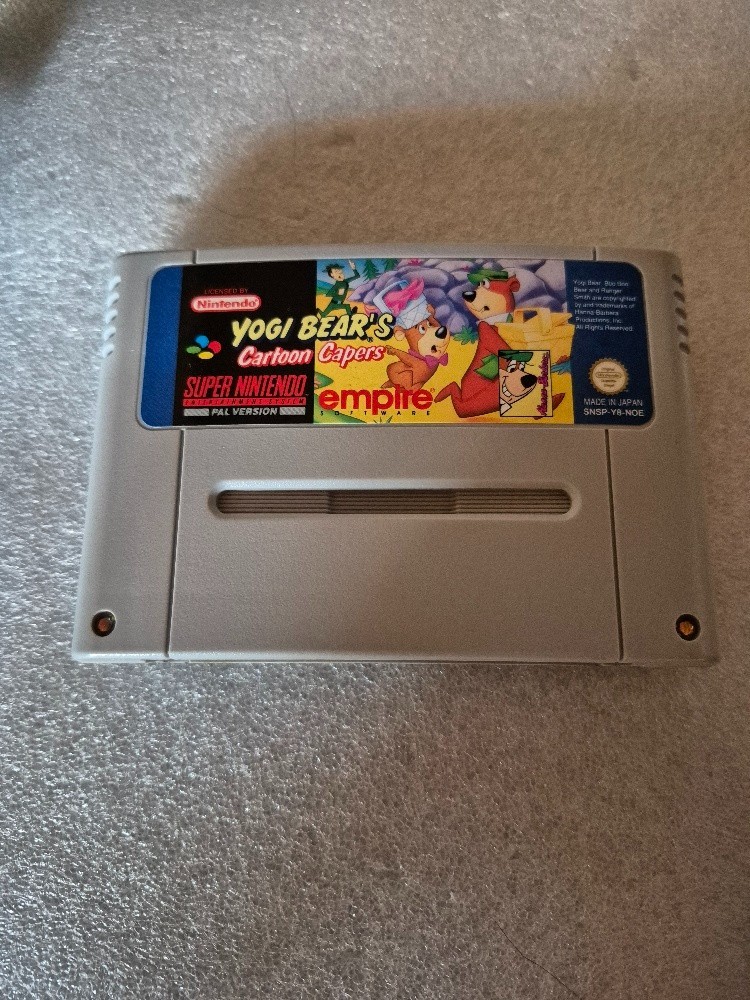 LICENSED BY
Nintendo
YOGI BEAR'S
Cartoon Capers
SUPER NINTENDO
ENTERTAINMENT SYSTEM
PAL VERSION
empire
SOFTWARE
Yogi Bear, Boo Boo
Bear and Ranger
Smith are copyrighted
by and trademarks of
Hanna-Barbera
Productions, Inc.
All Rights Reserved.
MADE IN JAPAN
SNSP-Y8-NOE